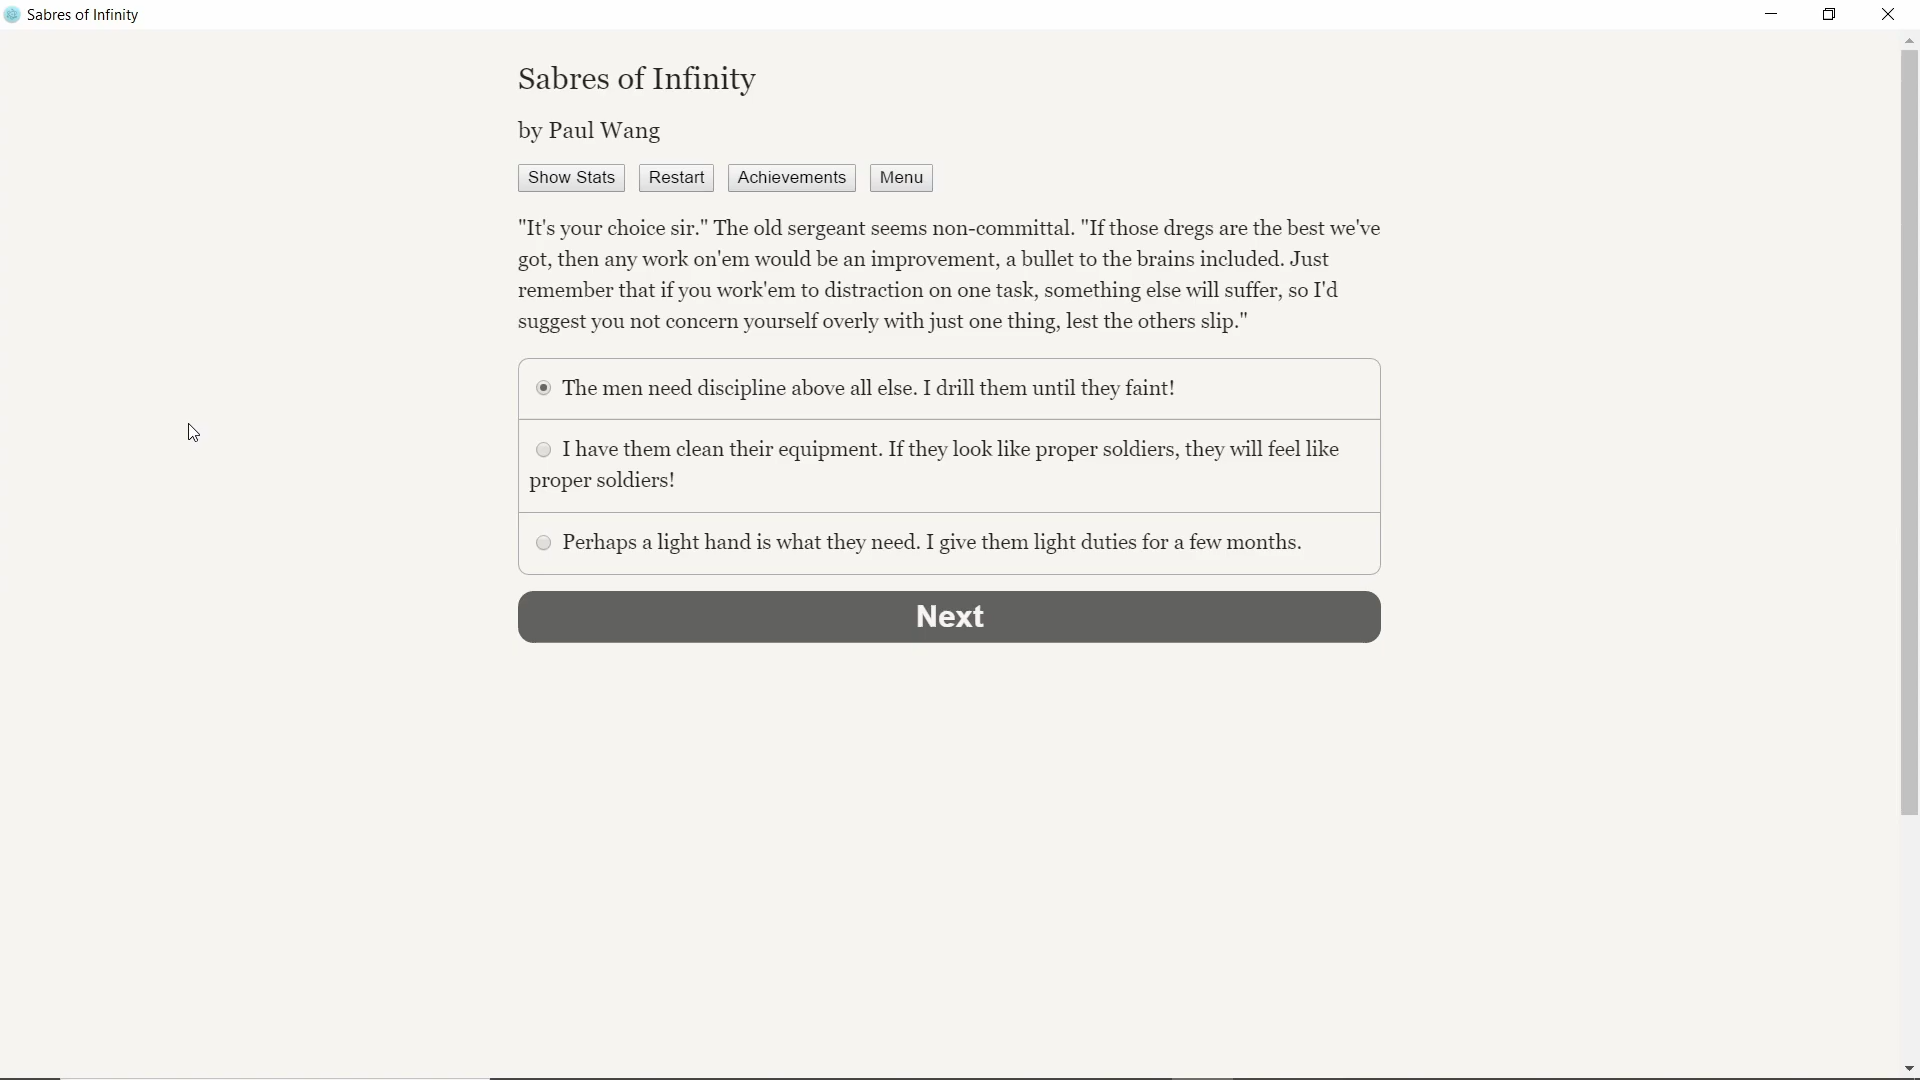 Sabres of Infinity
Sabres of Infinity
by Paul Wang
Show Stats Restart Achievements Menu
"It's your choice sir." The old sergeant seems non-committal. "If those dregs are the best we've
got, then any work on'em would be an improvement, a bullet to the brains included. Just
remember that if you work'em to distraction on one task, something else will suffer, so I'd
suggest you not concern yourself overly with just one thing, lest the others slip."
The men need discipline above all else. I drill them until they faint!
I have them clean their equipment. If they look like proper soldiers, they will feel like
proper soldiers!
Perhaps a light hand is what they need. I give them light duties for a few months.
Next